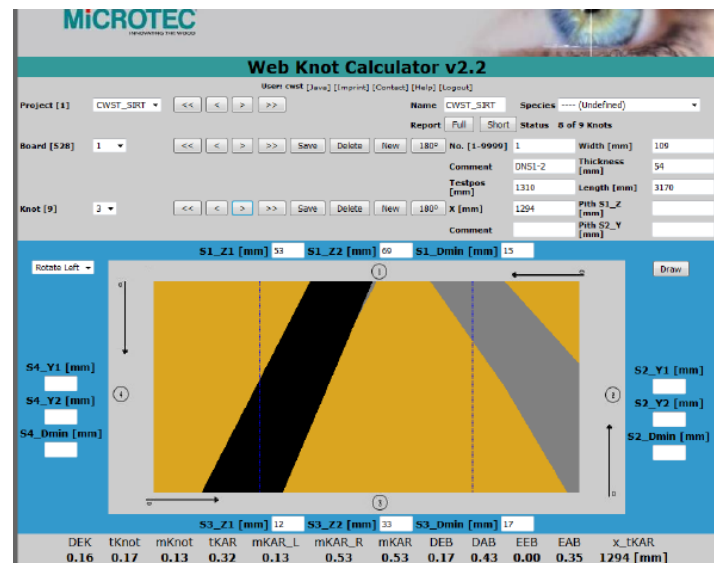 MiCROTEC
INNOVATING THE WOOD
Web Knot Calculator v2.2
User: cwst [Java] [Imprint] [Contact] [Help] [Logout]
Project [1] CWST_SIRT << < > >> Name CWST_SIRT Species ---- (Undefined)
Report Full Short Status 8 of 9 Knots
Board [528] 1 << < > >> Save Delete New 180° No. [1-9999] 1 Width [mm] 109
Comment DNS1-2 Thickness [mm] 54
Testpos [mm] 1310 Length [mm] 3170
Knot [9] 3 << < > >> Save Delete New 180° X [mm] 1294 Pith S1_Z [mm]
Comment Pith S2_Y [mm]
S1_Z1 [mm] 53 S1_Z2 [mm] 69 S1_Dmin [mm] 15
Rotate Left Draw
1
S4_Y1 [mm] S2_Y1 [mm]
4 2
S4_Y2 [mm] S2_Y2 [mm]
S4_Dmin [mm] S2_Dmin [mm]
3
S3_Z1 [mm] 12 S3_Z2 [mm] 33 S3_Dmin [mm] 17
DEK tKnot mKnot tKAR mKAR_L mKAR_R mKAR DEB DAB EEB EAB x_tKAR
0.16 0.17 0.13 0.32 0.13 0.53 0.53 0.17 0.43 0.00 0.35 1294 [mm]